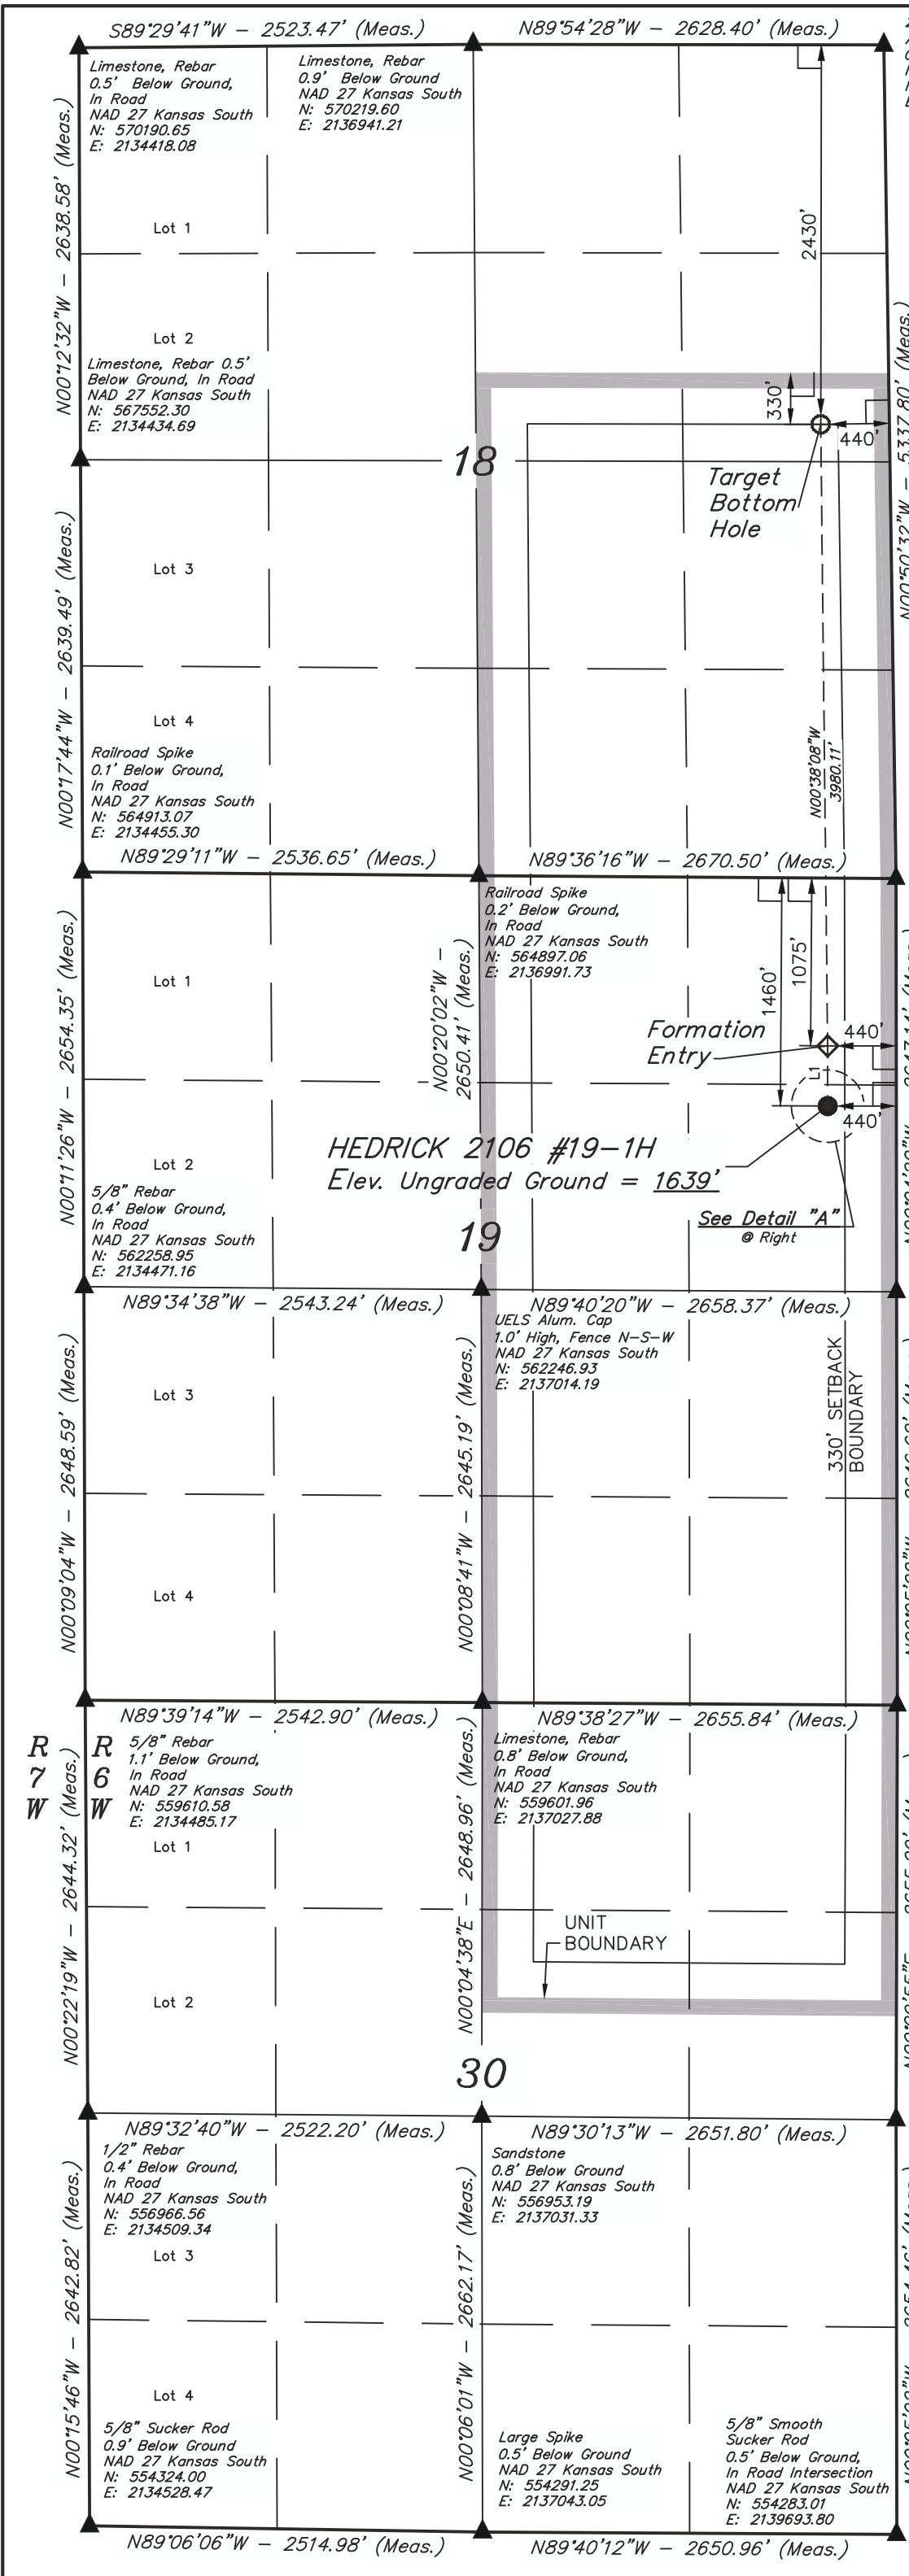 S89°29'41"W - 2523.47' (Meas.)
N89°54'28"W - 2628.40' (Meas.)
Limestone, Rebar
0.5' Below Ground,
In Road
NAD 27 Kansas South
N: 570190.65
E: 2134418.08
Limestone, Rebar
0.9' Below Ground
NAD 27 Kansas South
N: 570219.60
E: 2136941.21
N00°12'32"W - 2638.58' (Meas.)
Lot 1
2430'
Lot 2
Limestone, Rebar 0.5'
Below Ground, In Road
NAD 27 Kansas South
N: 567552.30
E: 2134434.69
N00°50'32"W - 5337.80' (Meas.)
330'
440'
18
Target
Bottom
Hole
N00°17'44"W - 2639.49' (Meas.)
Lot 3
Lot 4
Railroad Spike
0.1' Below Ground,
In Road
NAD 27 Kansas South
N: 564913.07
E: 2134455.30
N00°38'08"W
3980.11'
N89°29'11"W - 2536.65' (Meas.)
N89°36'16"W - 2670.50' (Meas.)
Railroad Spike
0.2' Below Ground,
In Road
NAD 27 Kansas South
N: 564897.06
E: 2136991.73
N00°11'26"W - 2654.35' (Meas.)
Lot 1
N00°20'02"W -
2650.41' (Meas.)
1460'
1075'
Formation
Entry
440'
L1
440'
HEDRICK 2106 #19-1H
Elev. Ungraded Ground = 1639'
Lot 2
5/8" Rebar
0.4' Below Ground,
In Road
NAD 27 Kansas South
N: 562258.95
E: 2134471.16
See Detail "A"
@ Right
19
N89°34'38"W - 2543.24' (Meas.)
N89°40'20"W - 2658.37' (Meas.)
UELS Alum. Cap
1.0' High, Fence N-S-W
NAD 27 Kansas South
N: 562246.93
E: 2137014.19
N00°09'04"W - 2648.59' (Meas.)
Lot 3
N00°08'41"W - 2645.19' (Meas.)
330' SETBACK
BOUNDARY
Lot 4
N89°39'14"W - 2542.90' (Meas.)
N89°38'27"W - 2655.84' (Meas.)
R
7
W
R
6
W
5/8" Rebar
1.1' Below Ground,
In Road
NAD 27 Kansas South
N: 559610.58
E: 2134485.17
Limestone, Rebar
0.8' Below Ground,
In Road
NAD 27 Kansas South
N: 559601.96
E: 2137027.88
N00°22'19"W - 2644.32' (Meas.)
Lot 1
N00°04'38"E - 2648.96' (Meas.)
UNIT
BOUNDARY
Lot 2
30
N89°32'40"W - 2522.20' (Meas.)
N89°30'13"W - 2651.80' (Meas.)
1/2" Rebar
0.4' Below Ground,
In Road
NAD 27 Kansas South
N: 556966.56
E: 2134509.34
Sandstone
0.8' Below Ground
NAD 27 Kansas South
N: 556953.19
E: 2137031.33
N00°15'46"W - 2642.82' (Meas.)
Lot 3
N00°06'01"W - 2662.17' (Meas.)
Lot 4
5/8" Sucker Rod
0.9' Below Ground
NAD 27 Kansas South
N: 554324.00
E: 2134528.47
Large Spike
0.5' Below Ground
NAD 27 Kansas South
N: 554291.25
E: 2137043.05
5/8" Smooth
Sucker Rod
0.5' Below Ground,
In Road Intersection
NAD 27 Kansas South
N: 554283.01
E: 2139693.80
N89°06'06"W - 2514.98' (Meas.)
N89°40'12"W - 2650.96' (Meas.)